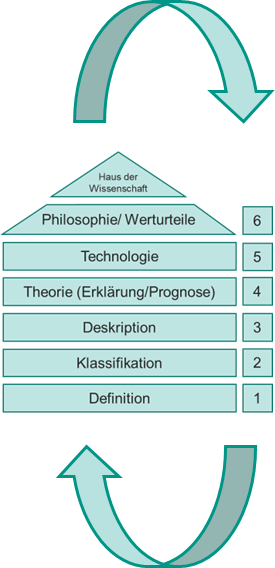 Haus der
Wissenschaft
Philosophie/ Werturteile 6
Technologie 5
Theorie (Erklärung/Prognose) 4
Deskription 3
Klassifikation 2
Definition 1